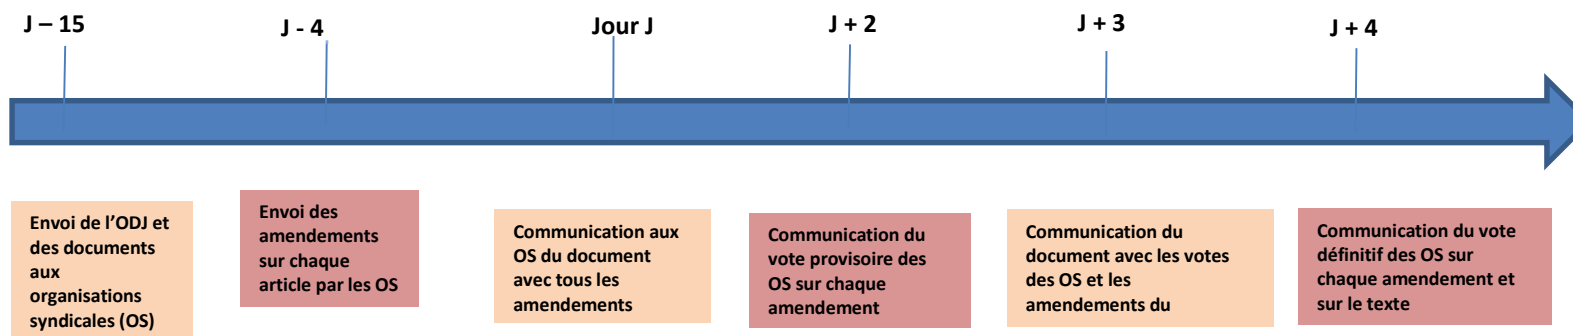 J – 15
J - 4
Jour J
J + 2
J + 3
J + 4
Envoi de l’ODJ et
des documents
aux
organisations
syndicales (OS)
Envoi des
amendements
sur chaque
article par les OS
Communication aux
OS du document
avec tous les
amendements
Communication du
vote provisoire des
OS sur chaque
amendement
Communication du
document avec les votes
des OS et les
amendements du
Communication du vote
définitif des OS sur
chaque amendement et
sur le texte